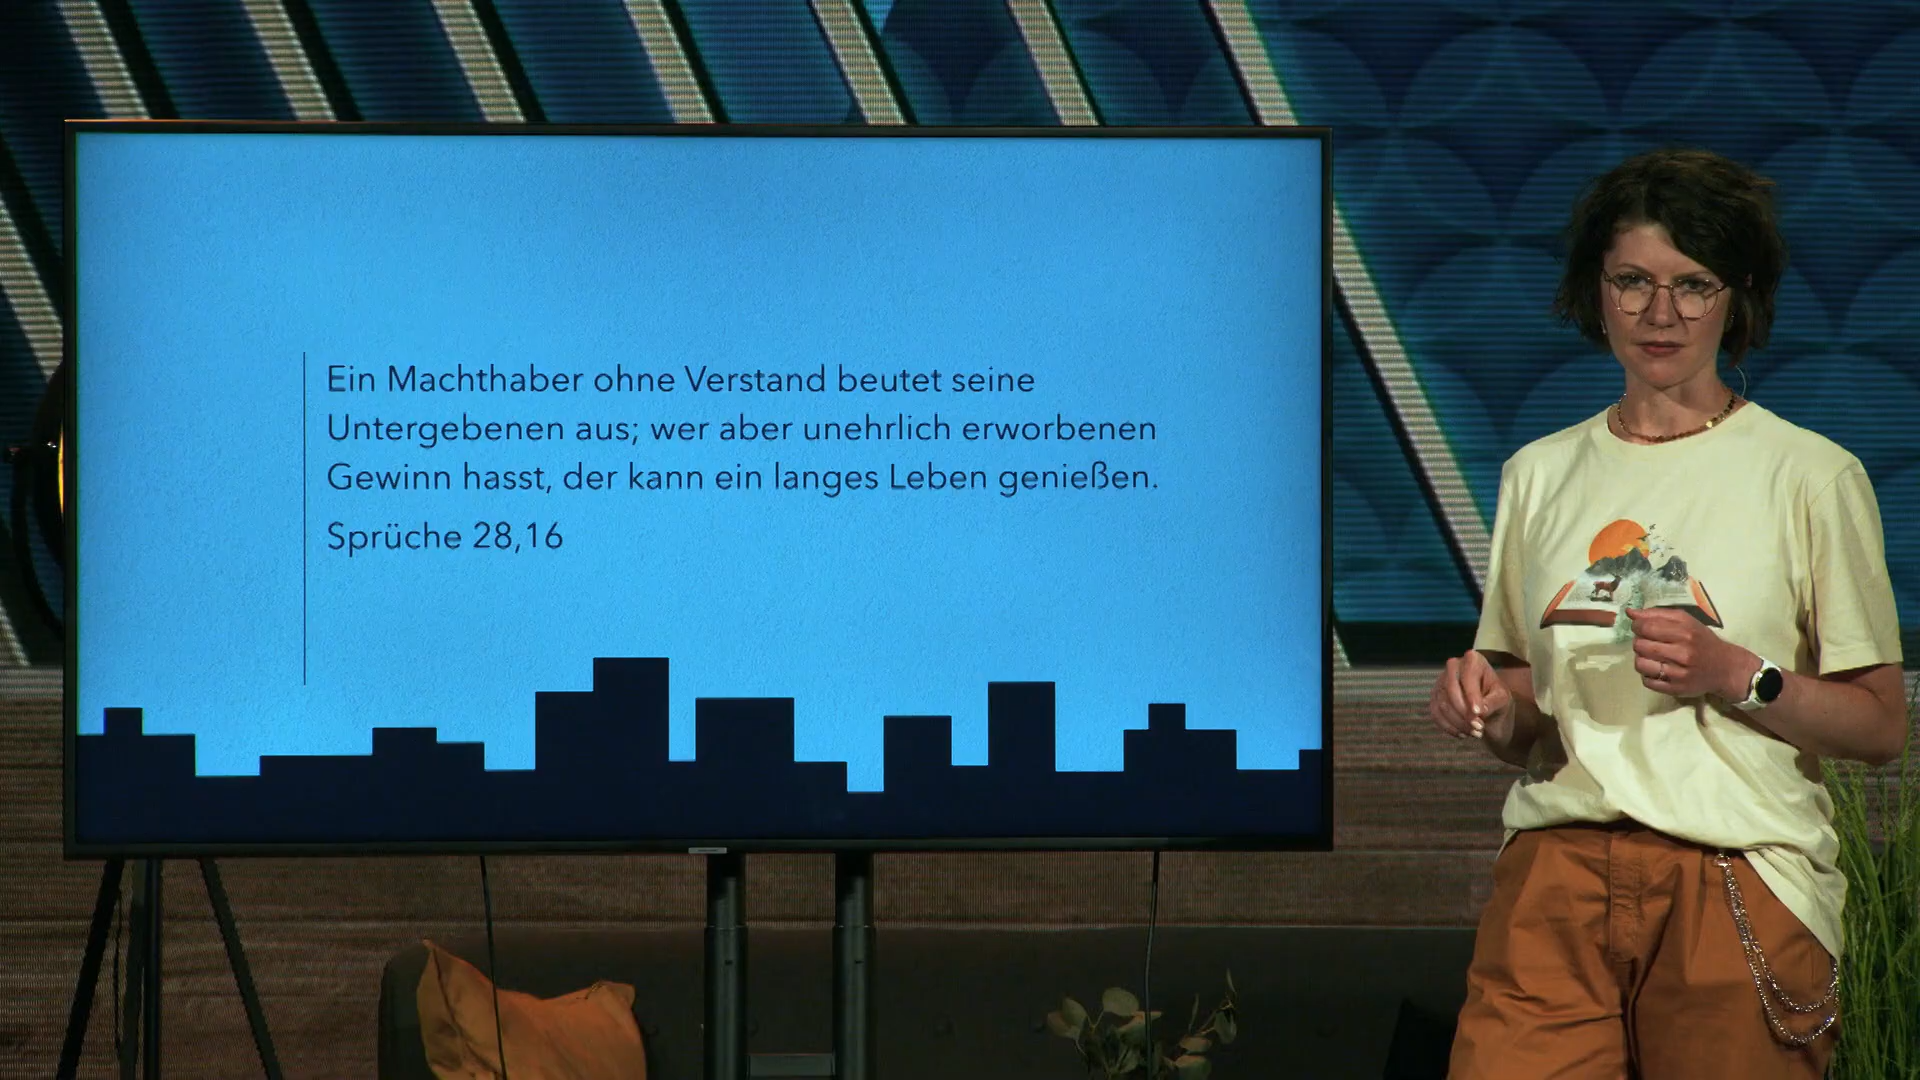 Ein Machthaber ohne Verstand beutet seine
Untergebenen aus; wer aber unehrlich erworbenen
Gewinn hasst, der kann ein langes Leben genießen.
Sprüche 28,16